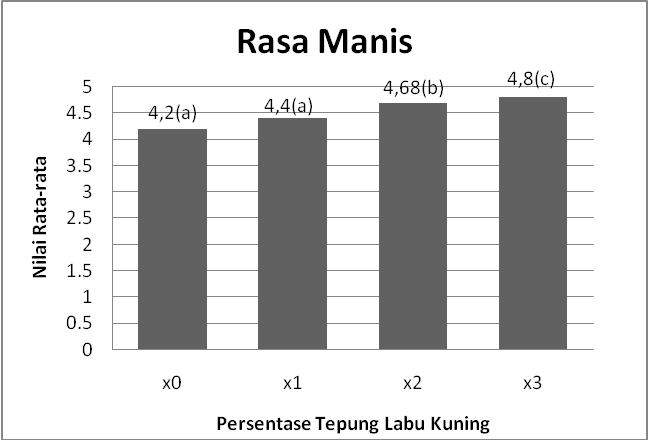 Rasa Manis
5
4.5
4
3.5
3
2.5
2
1.5
1
0.5
0
Nilai Rata-rata
4,2(a)
4,4(a)
4,68(b)
4,8(c)
x0
x1
x2
x3
Persentase Tepung Labu Kuning